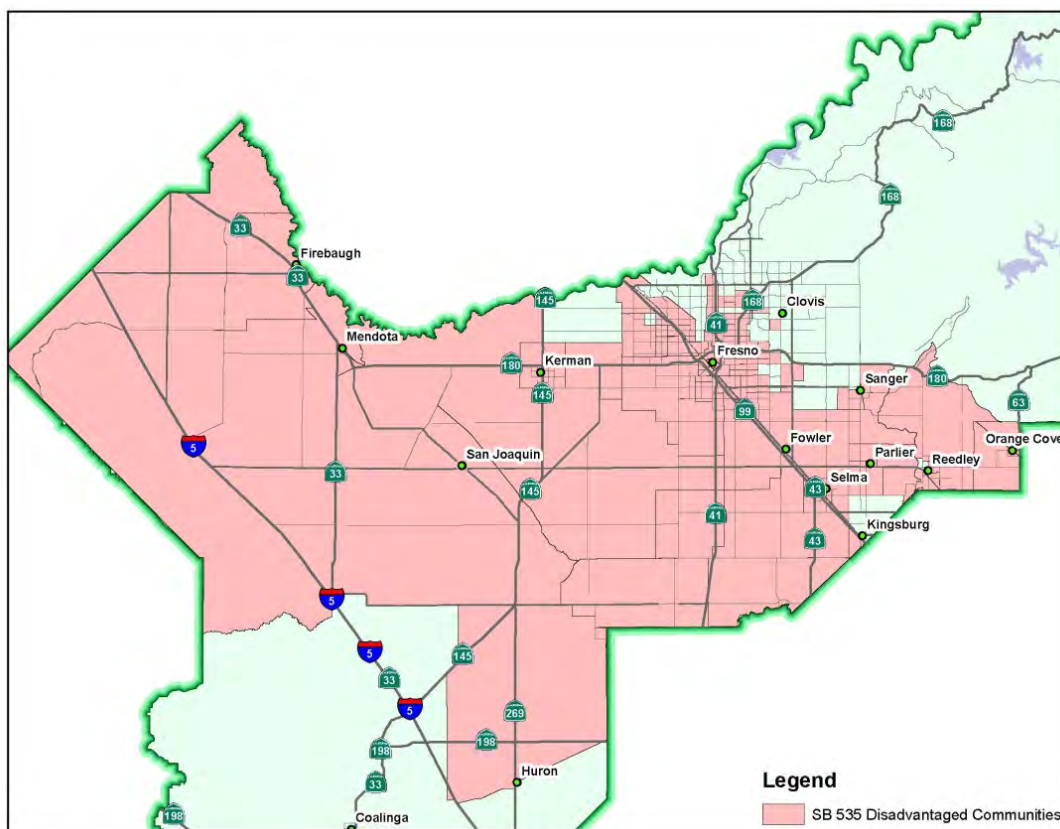 168
168
33
Firebaugh
33
145
168
Clovis
41
Mendota
Fresno
180
Kerman
145
Sanger
180
63
99
5
Fowler
Orange Cove
San Joaquin
Parlier
Reedley
33
145
Selma
43
41
Kingsburg
43
5
5
145
33
5
269
198
198
33
Huron
Legend
198
Coalinga
SB 535 Disadvantaged Communities